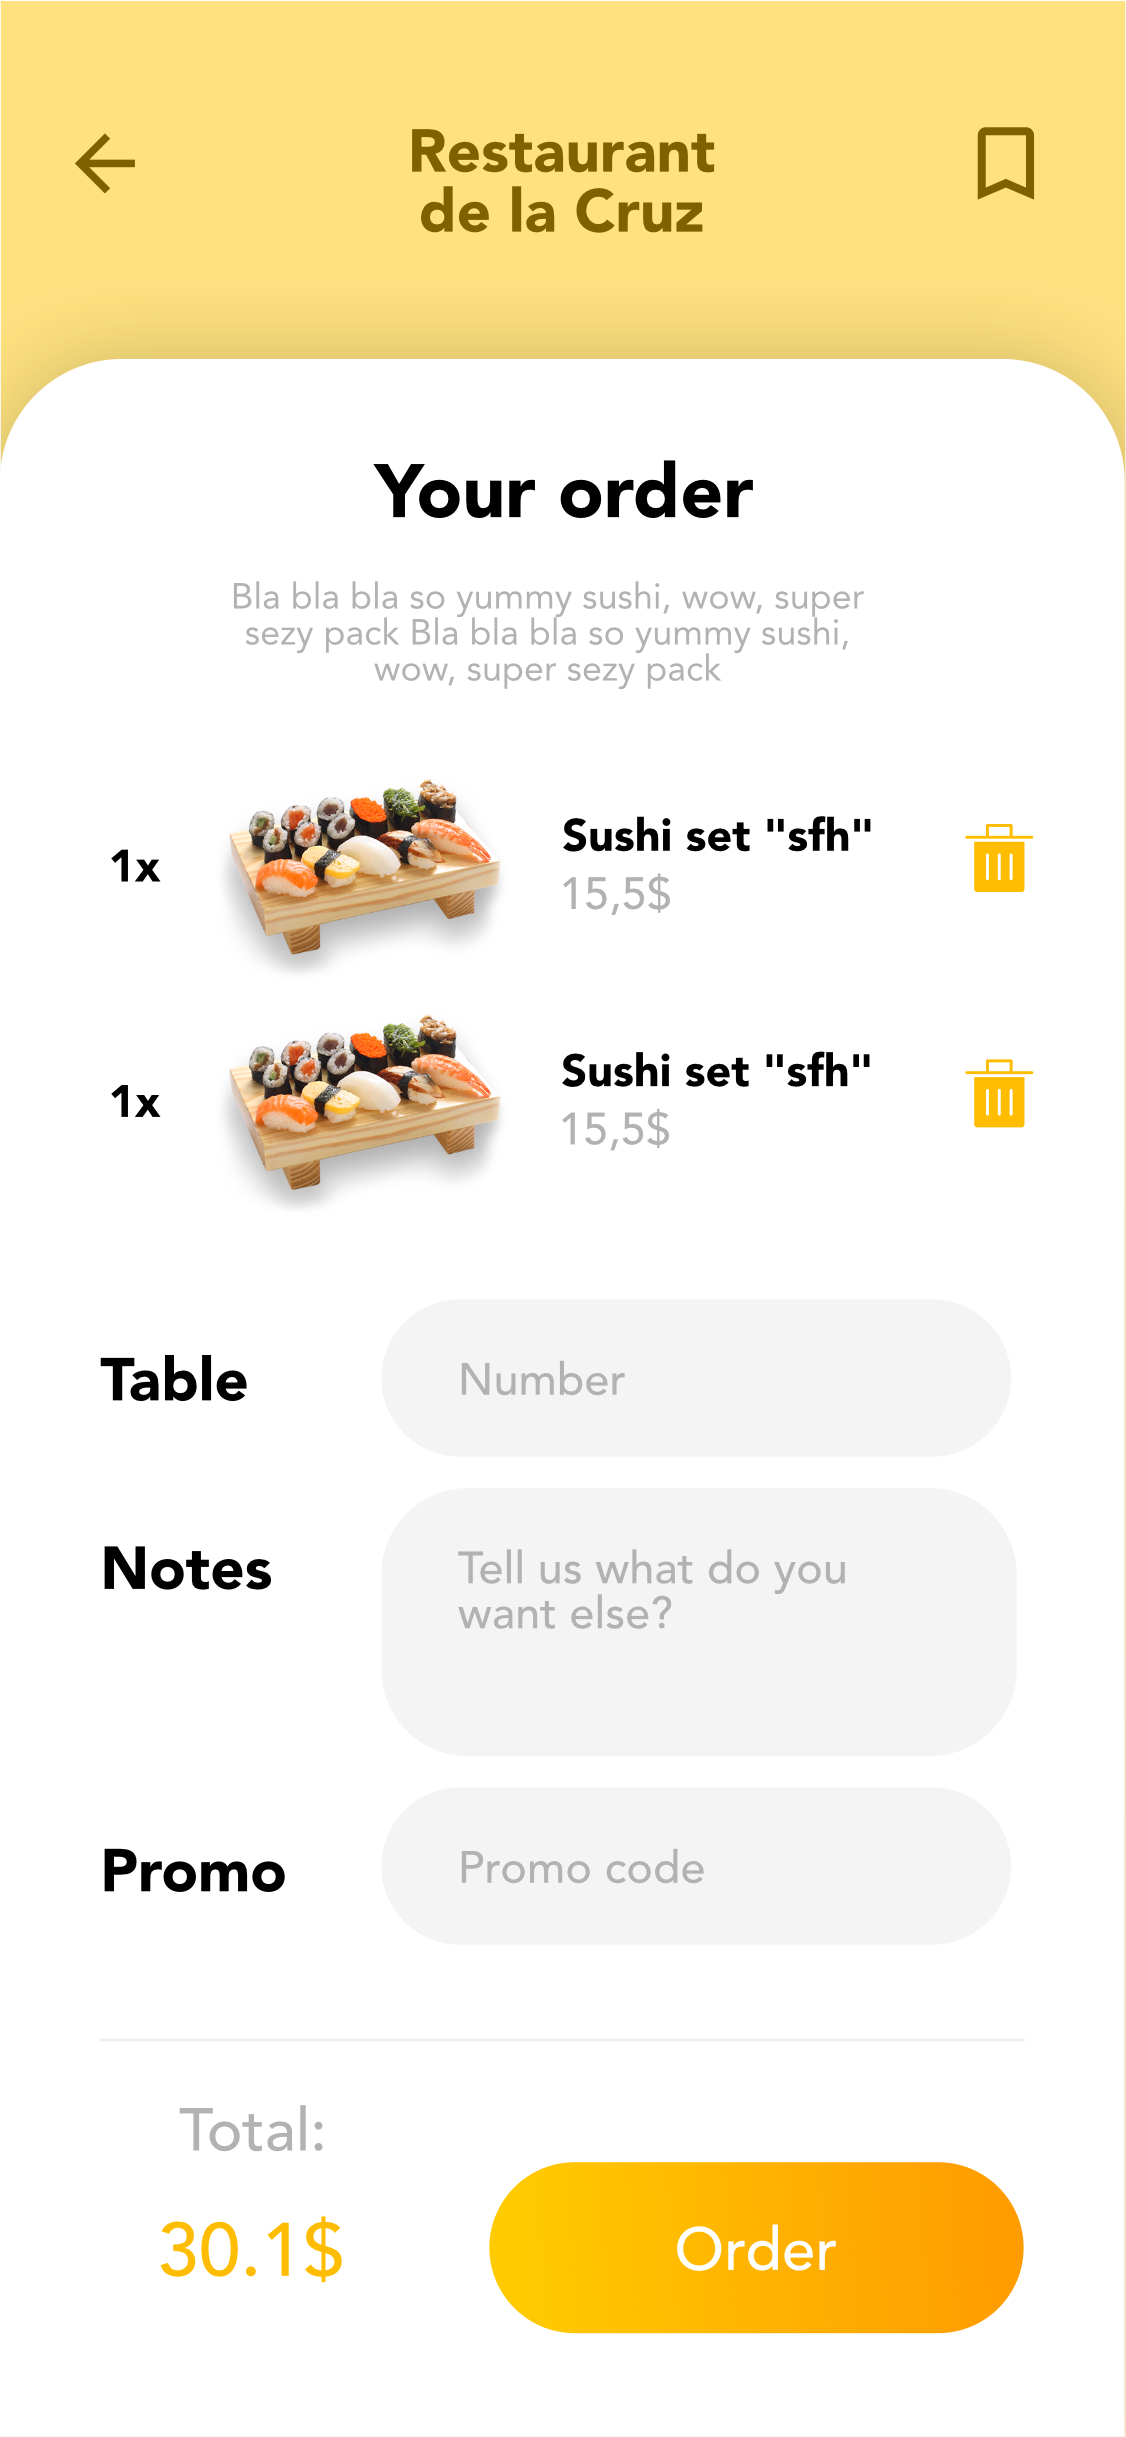 Restaurant
de la Cruz
Your order
Bla bla bla so yummy sushi, wow, super
sezy pack Bla bla bla so yummy sushi,
wow, super sezy pack
1x
Sushi set "sfh"
15,5$
1x
Sushi set "sfh"
15,5$
Table
Number
Notes
Tell us what do you
want else?
Promo
Promo code
Total:
30.1$
Order